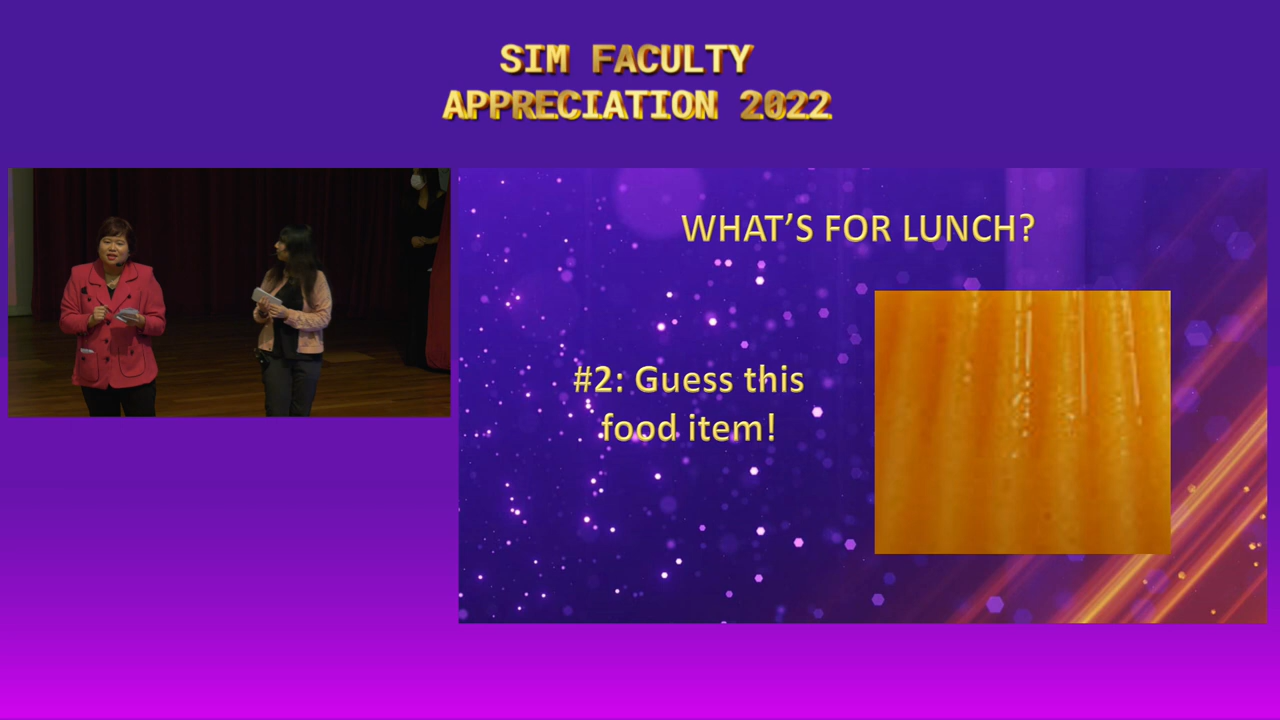 SIM FACULTY
APPRECIATION 2022
WHAT'S FOR LUNCH?
#2: Guess this
food item!